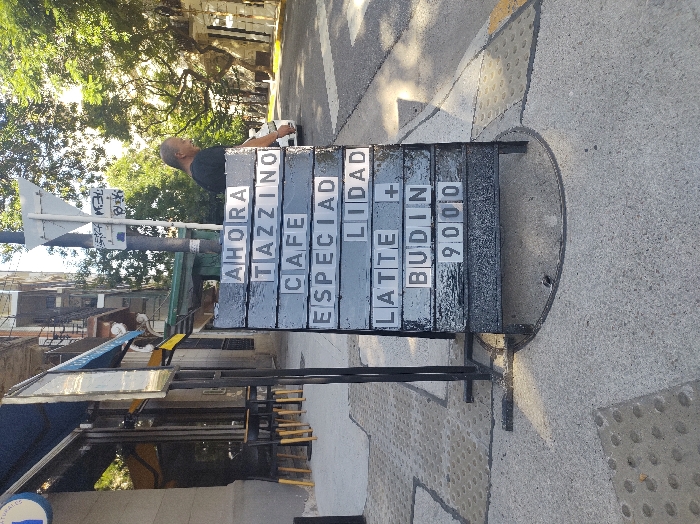 AHORA
TAZZINO
CAFE
ESPECIAD
LIDAD
LATTE +
BUDIN
9000